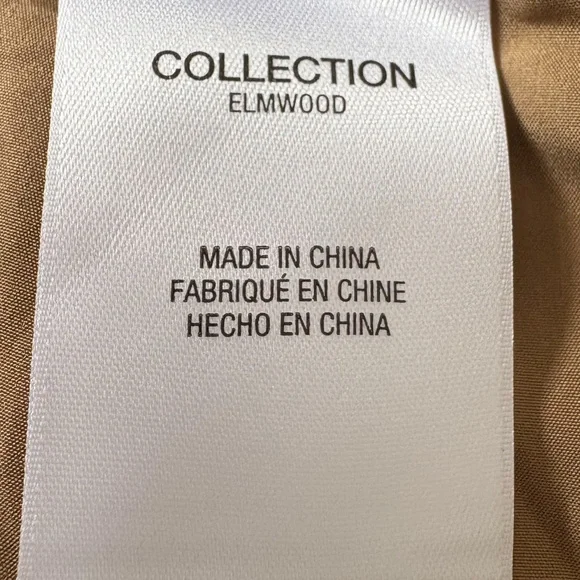 COLLECTION
ELMWOOD
MADE IN CHINA
FABRIQUÉ EN CHINE
HECHO EN CHINA